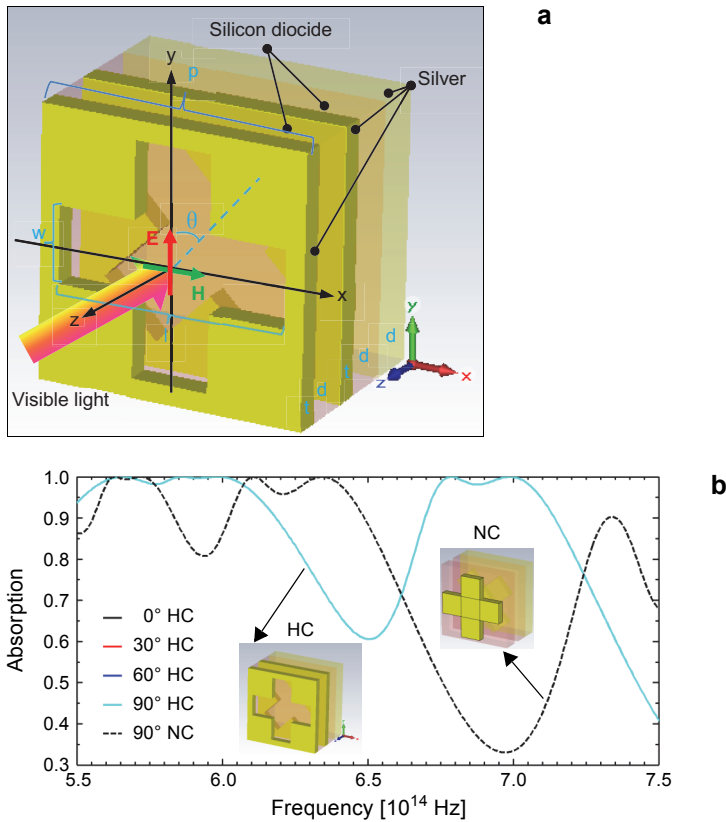 a
Silicon diocide
Silver
y
p
w
θ
E
H
x
z
l
d
d
t
d
t
Y
x
z
Visible light
b
1.0
0.9
0.8
0.7
0.6
0.5
0.4
0.3
Absorption
NC
HC
0° HC
30° HC
60° HC
90° HC
90° NC
5.5 6.0 6.5 7.0 7.5
Frequency [10¹⁴ Hz]